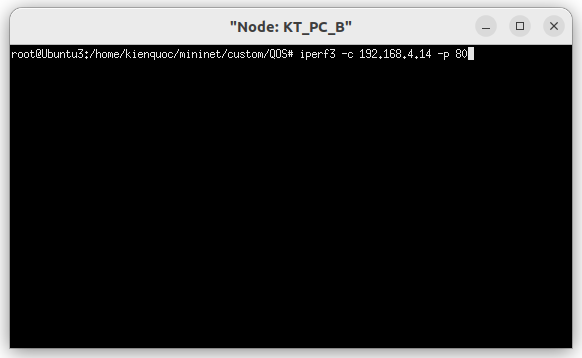 "Node: KT_PC_B"
root@Ubuntu3:/home/kienquoc/mininet/custom/QOS# iperf3 -c 192.168.4.14 -p 80